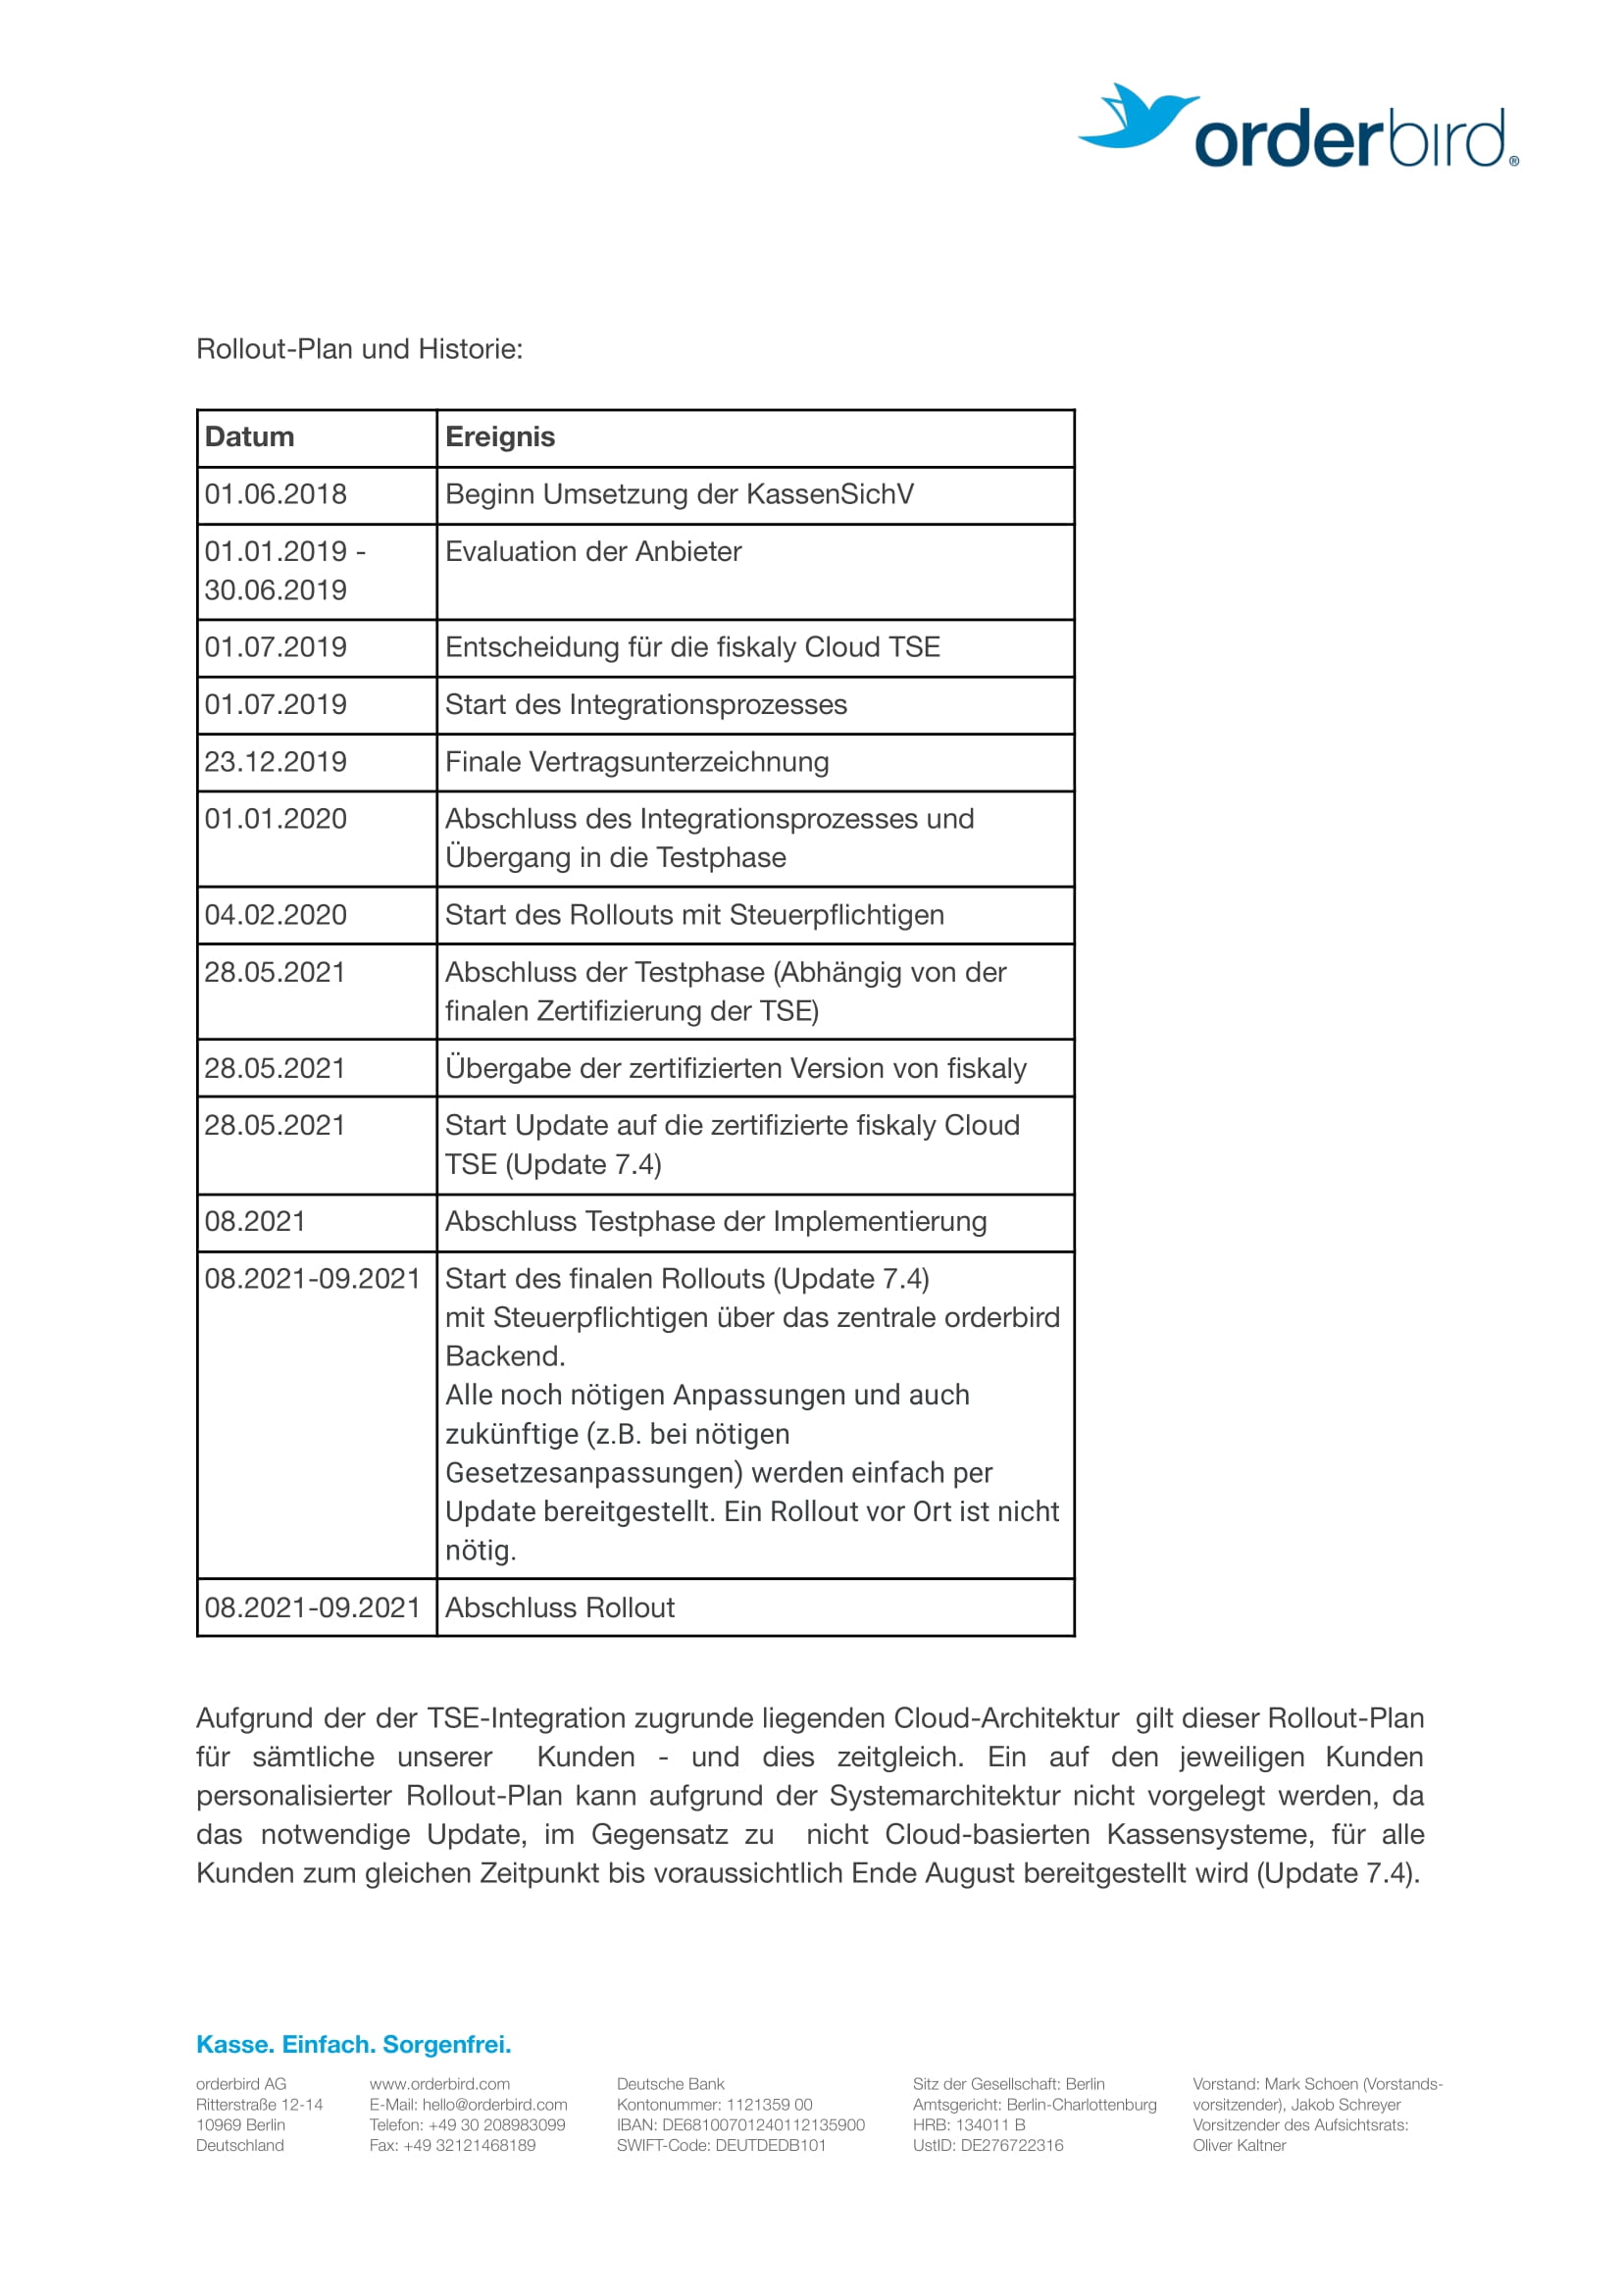 orderbird®
Rollout-Plan und Historie:
Datum Ereignis
01.06.2018 Beginn Umsetzung der KassenSichV
01.01.2019 - Evaluation der Anbieter
30.06.2019
01.07.2019 Entscheidung für die fiskaly Cloud TSE
01.07.2019 Start des Integrationsprozesses
23.12.2019 Finale Vertragsunterzeichnung
01.01.2020 Abschluss des Integrationsprozesses und
Übergang in die Testphase
04.02.2020 Start des Rollouts mit Steuerpflichtigen
28.05.2021 Abschluss der Testphase (Abhängig von der
finalen Zertifizierung der TSE)
28.05.2021 Übergabe der zertifizierten Version von fiskaly
28.05.2021 Start Update auf die zertifizierte fiskaly Cloud
TSE (Update 7.4)
08.2021 Abschluss Testphase der Implementierung
08.2021-09.2021 Start des finalen Rollouts (Update 7.4)
mit Steuerpflichtigen über das zentrale orderbird
Backend.
Alle noch nötigen Anpassungen und auch
zukünftige (z.B. bei nötigen
Gesetzesanpassungen) werden einfach per
Update bereitgestellt. Ein Rollout vor Ort ist nicht
nötig.
08.2021-09.2021 Abschluss Rollout
Aufgrund der der TSE-Integration zugrunde liegenden Cloud-Architektur gilt dieser Rollout-Plan
für sämtliche unserer Kunden - und dies zeitgleich. Ein auf den jeweiligen Kunden
personalisierter Rollout-Plan kann aufgrund der Systemarchitektur nicht vorgelegt werden, da
das notwendige Update, im Gegensatz zu nicht Cloud-basierten Kassensysteme, für alle
Kunden zum gleichen Zeitpunkt bis voraussichtlich Ende August bereitgestellt wird (Update 7.4).
Kasse. Einfach. Sorgenfrei.
orderbird AG
Ritterstraße 12-14
10969 Berlin
Deutschland
www.orderbird.com
E-Mail: hello@orderbird.com
Telefon: +49 30 208983099
Fax: +49 32121468189
Deutsche Bank
Kontonummer: 1121359 00
IBAN: DE68100701240112135900
SWIFT-Code: DEUTDEDB101
Sitz der Gesellschaft: Berlin
Amtsgericht: Berlin-Charlottenburg
HRB: 134011 B
UstID: DE276722316
Vorstand: Mark Schoen (Vorstands-
vorsitzender), Jakob Schreyer
Vorsitzender des Aufsichtsrats:
Oliver Kaltner